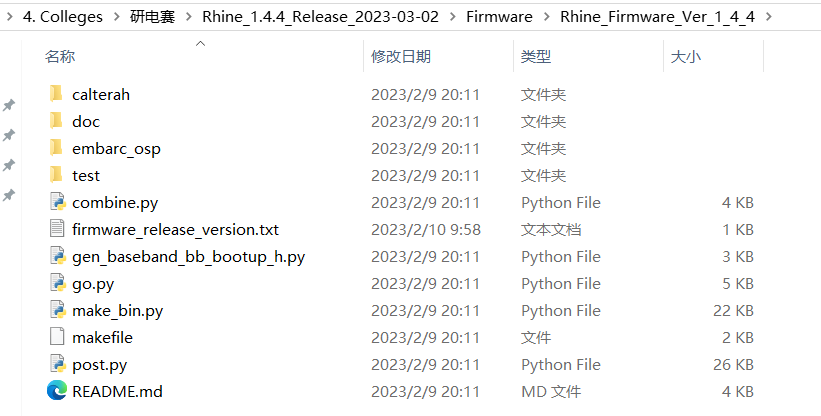 4. Colleges > 研电赛 > Rhine_1.4.4_Release_2023-03-02 > Firmware > Rhine_Firmware_Ver_1_4_4 >
名称 修改日期 类型 大小
calterah 2023/2/9 20:11 文件夹
doc 2023/2/9 20:11 文件夹
embarc_osp 2023/2/9 20:11 文件夹
test 2023/2/9 20:11 文件夹
combine.py 2023/2/9 20:11 Python File 4 KB
firmware_release_version.txt 2023/2/10 9:58 文本文档 1 KB
gen_baseband_bb_bootup_h.py 2023/2/9 20:11 Python File 3 KB
go.py 2023/2/9 20:11 Python File 5 KB
make_bin.py 2023/2/9 20:11 Python File 22 KB
makefile 2023/2/9 20:11 文件 2 KB
post.py 2023/2/9 20:11 Python File 26 KB
README.md 2023/2/9 20:11 MD 文件 4 KB